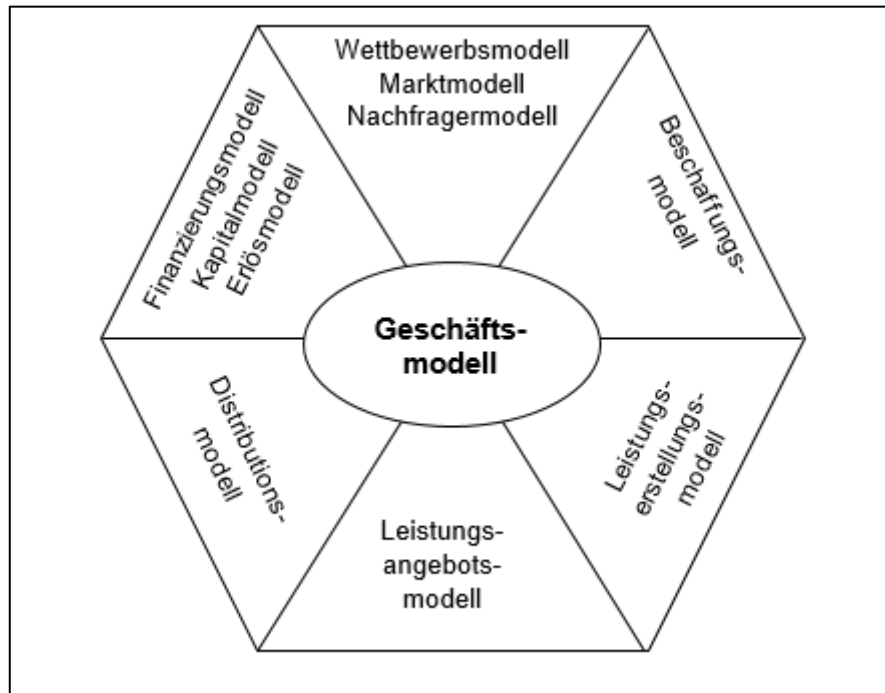 Wettbewerbsmodell
Marktmodell
Nachfragermodell
Beschaffungs-
modell
Finanzierungsmodell
Kapitalmodell
Erlösmodell
Geschäfts-
modell
Distributions-
modell
Leistungs-
erstellungs-
modell
Leistungs-
angebots-
modell